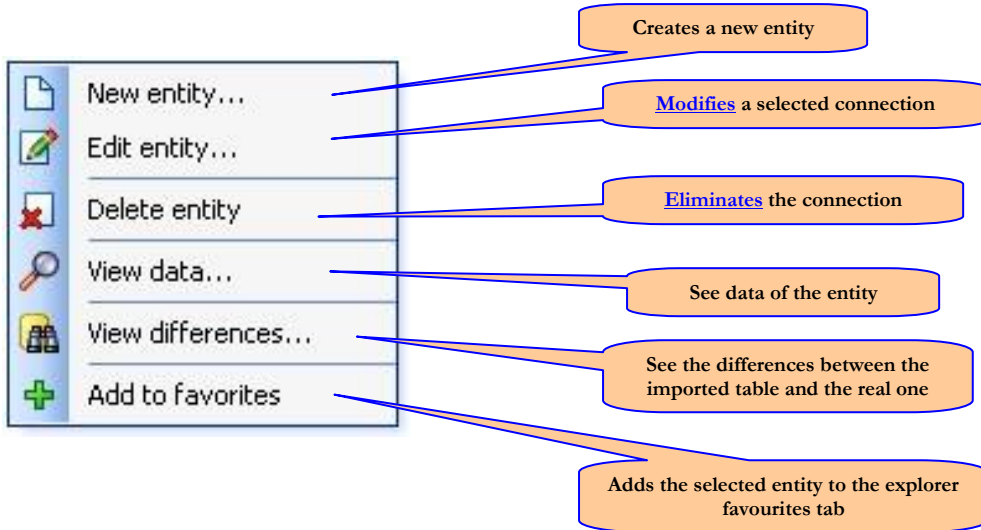 Creates a new entity
New entity...
Modifies a selected connection
Edit entity...
Eliminates the connection
Delete entity
View data...
See data of the entity
View differences...
See the differences between the
imported table and the real one
Add to favorites
Adds the selected entity to the explorer
favourites tab